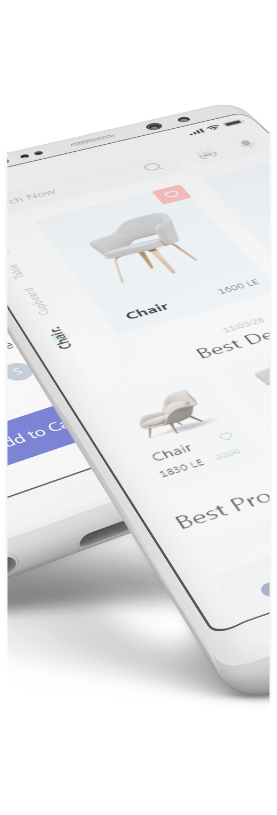 ch Now
Table
Cupboard
Chair
Chair
1600 LE
11:03:28
Best De
Chair
1830 LE
2200
Best Pro
e
S
dd to Ca